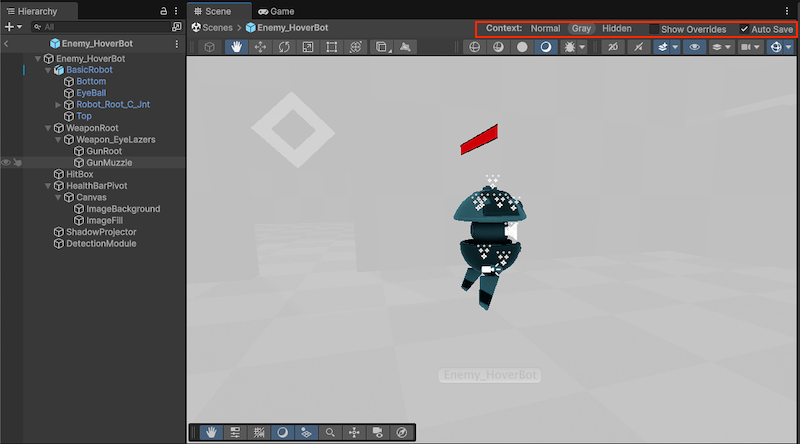 Hierarchy
Scene
Game
All
Scenes
Enemy_HoverBot
Context:
Normal
Gray
Hidden
Show Overrides
Auto Save
Enemy_HoverBot
2D
Enemy_HoverBot
BasicRobot
Bottom
EyeBall
Robot_Root_C_Jnt
Top
WeaponRoot
Weapon_EyeLazers
GunRoot
GunMuzzle
HitBox
HealthBarPivot
Canvas
ImageBackground
ImageFill
ShadowProjector
DetectionModule
Enemy_HoverBot